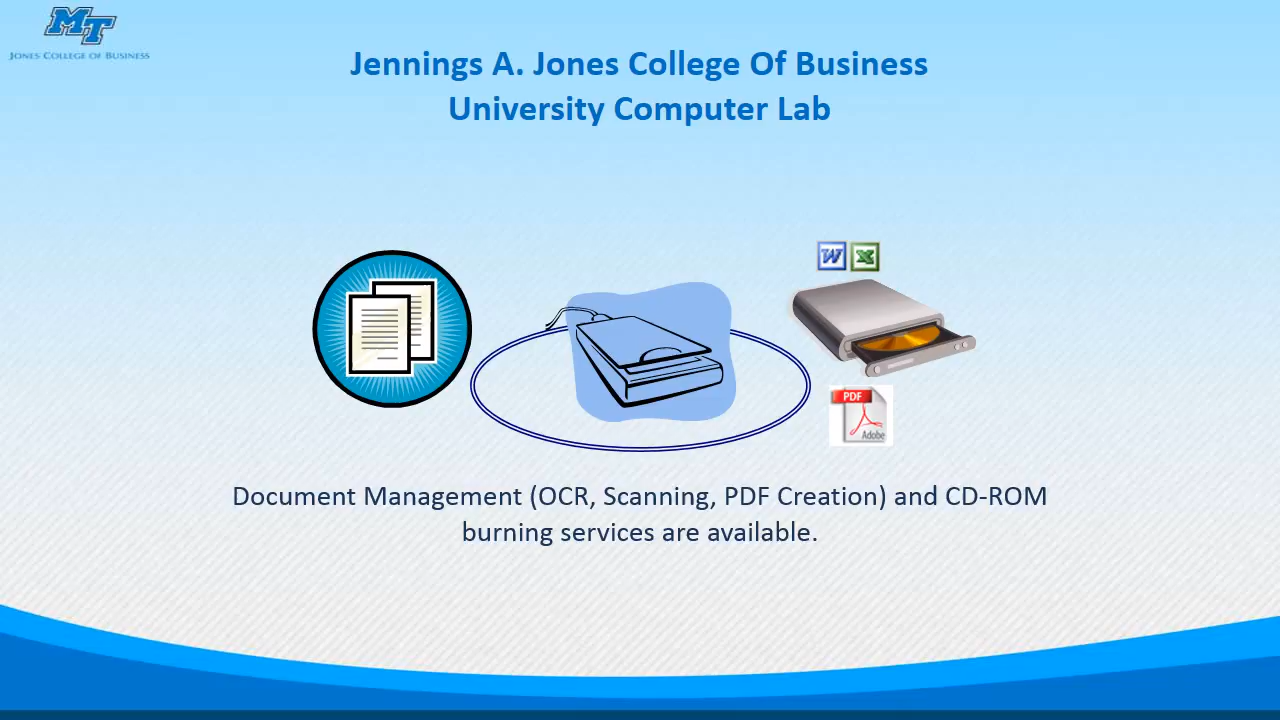 MT
JONES COLLEGE OF BUSINESS
Jennings A. Jones College Of Business
University Computer Lab
W X
PDF
Adobe
Document Management (OCR, Scanning, PDF Creation) and CD-ROM
burning services are available.